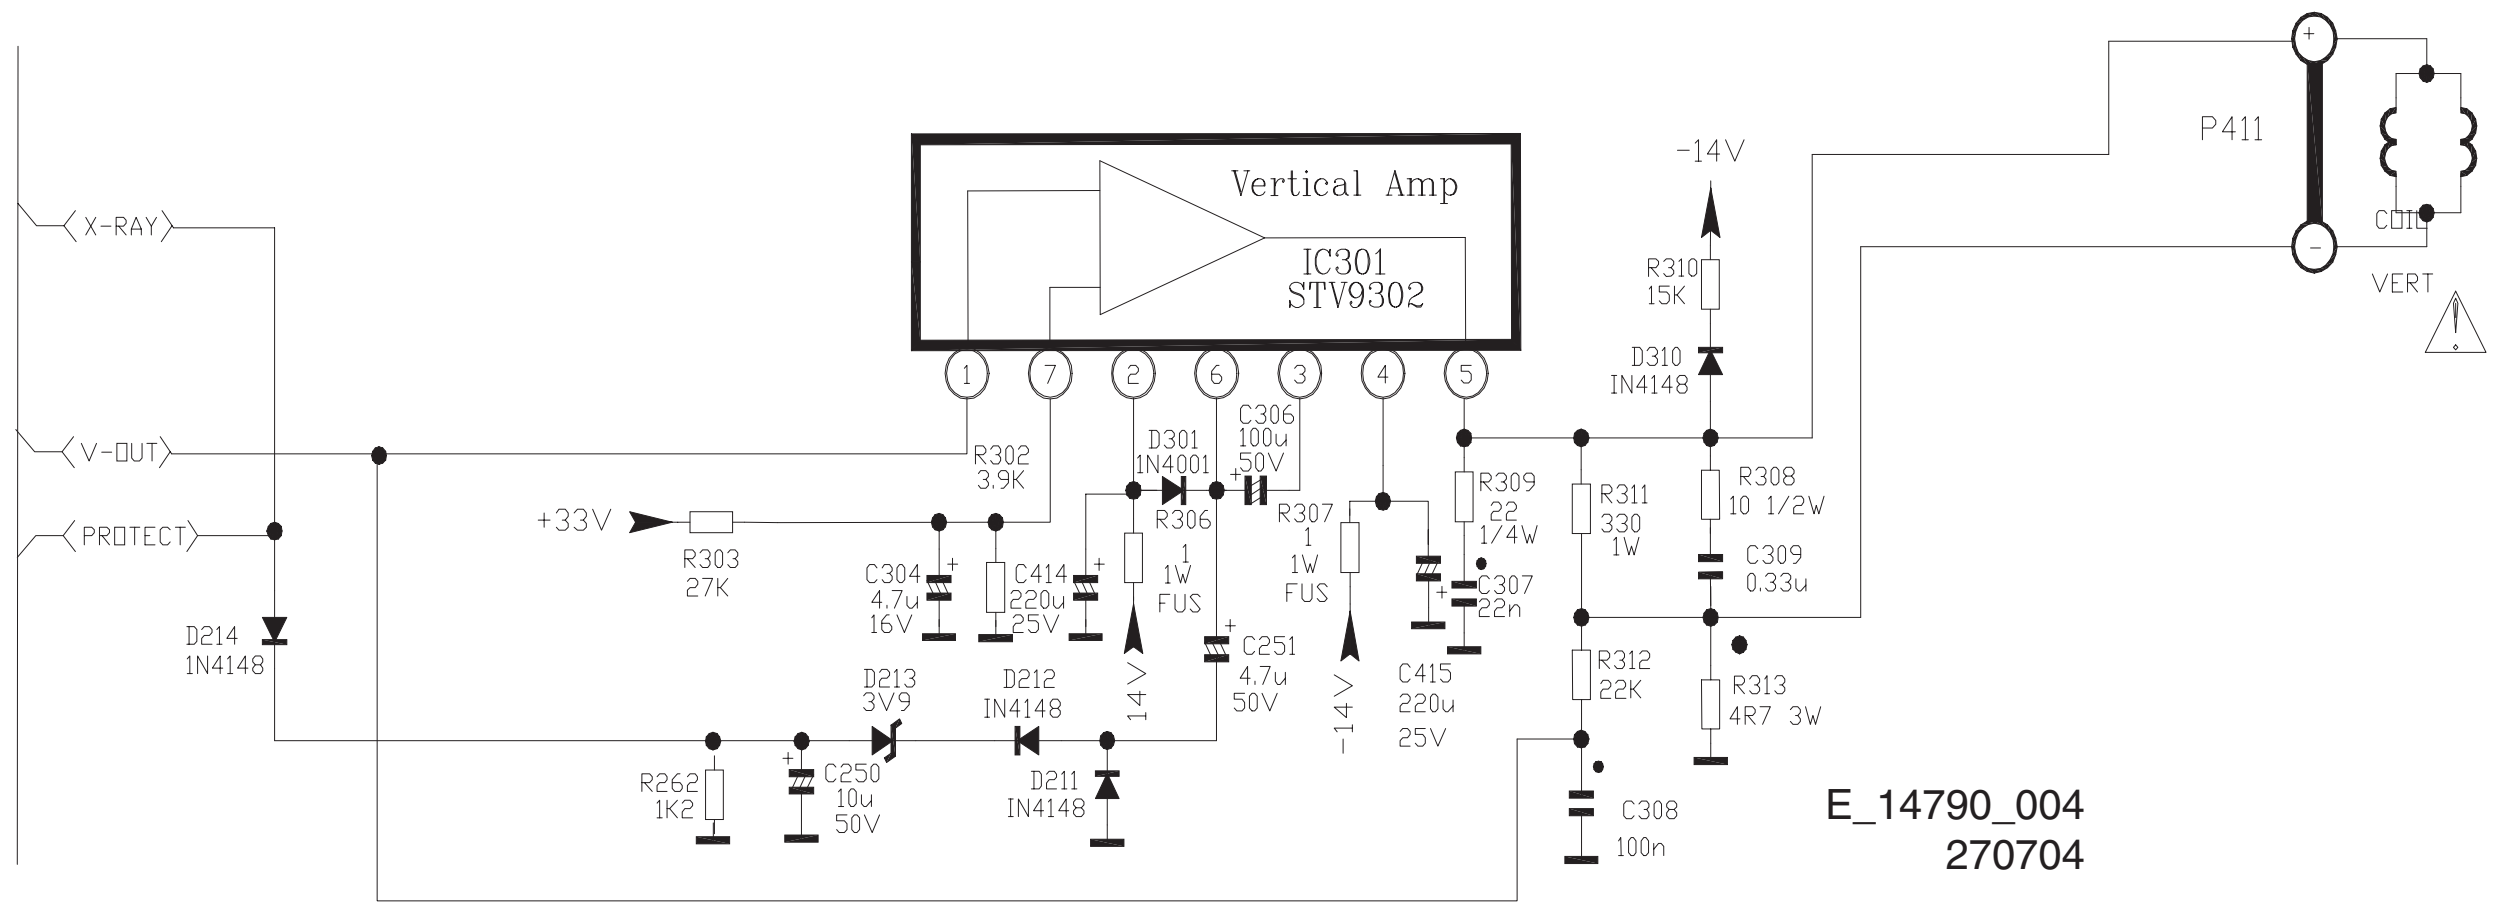 X-RAY
V-OUT
PROTECT
D214
1N4148
Vertical Amp
IC301
STV9302
1
7
2
6
3
4
5
+33V
R303
27K
R302
3.9K
C304
4.7u
16V
C414
220u
25V
+
+
D301
1N4001
R306
1
1W
FUS
14V
C306
100u
50V
+
R307
1
1W
FUS
-14V
+
C415
220u
25V
R309
22
1/4W
C307
22n
+
C251
4.7u
50V
D213
3V9
D212
IN4148
D211
IN4148
R262
1K2
+
C250
10u
50V
-14V
R310
15K
D310
IN4148
R311
330
1W
R308
10 1/2W
C309
0.33u
R312
22K
R313
4R7 3W
C308
100n
+
P411
-
COIL
VERT
!
E_14790_004
270704